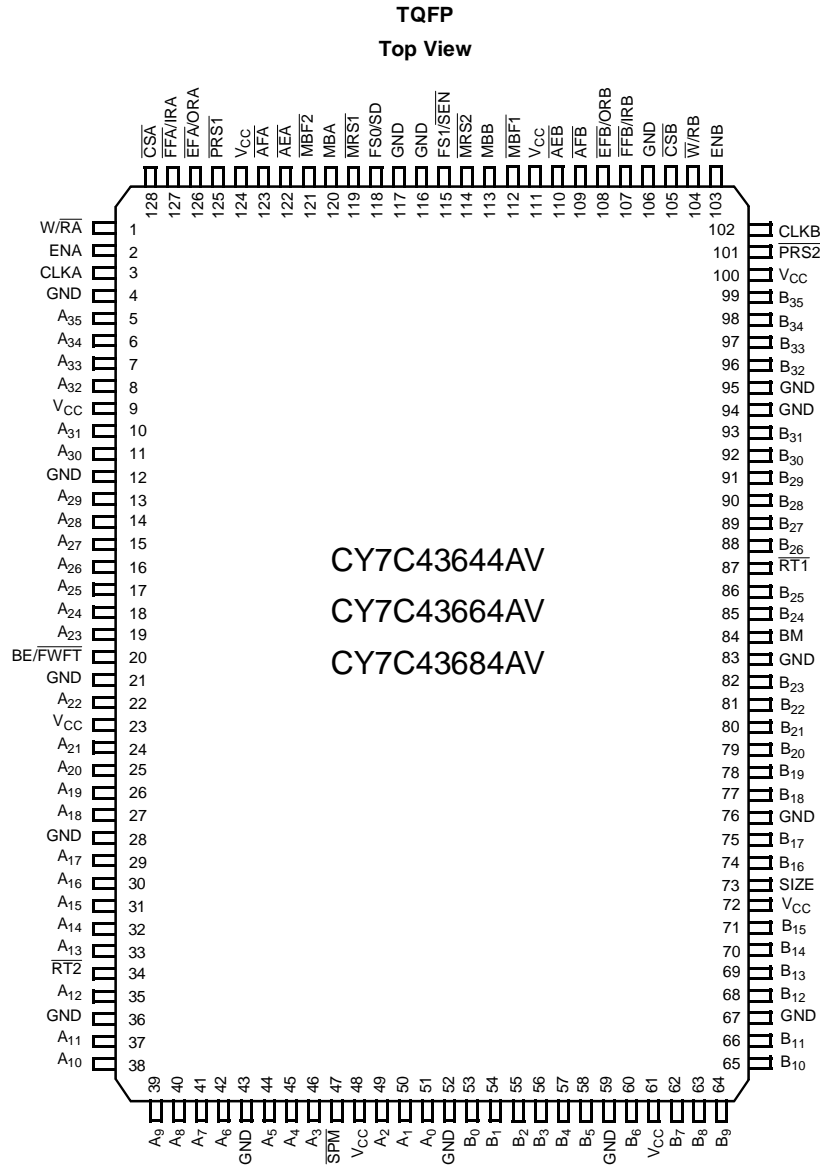 TQFP
Top View
CSA
FFA/IRA
EFA/ORA
PRS1
VCC
AFA
AEA
MBF2
MBA
MRS1
FS0/SD
GND
GND
FS1/SEN
MRS2
MBB
MBF1
VCC
AEB
AFB
EFB/ORB
FFB/IRB
GND
CSB
W/RB
ENB
128
127
126
125
124
123
122
121
120
119
118
117
116
115
114
113
112
111
110
109
108
107
106
105
104
103
W/RA 1
ENA 2
CLKA 3
GND 4
A35 5
A34 6
A33 7
A32 8
VCC 9
A31 10
A30 11
GND 12
A29 13
A28 14
A27 15
A26 16
A25 17
A24 18
A23 19
BE/FWFT 20
GND 21
A22 22
VCC 23
A21 24
A20 25
A19 26
A18 27
GND 28
A17 29
A16 30
A15 31
A14 32
A13 33
RT2 34
A12 35
GND 36
A11 37
A10 38
CY7C43644AV
CY7C43664AV
CY7C43684AV
102 CLKB
101 PRS2
100 VCC
99 B35
98 B34
97 B33
96 B32
95 GND
94 GND
93 B31
92 B30
91 B29
90 B28
89 B27
88 B26
87 RT1
86 B25
85 B24
84 BM
83 GND
82 B23
81 B22
80 B21
79 B20
78 B19
77 B18
76 GND
75 B17
74 B16
73 SIZE
72 VCC
71 B15
70 B14
69 B13
68 B12
67 GND
66 B11
65 B10
39
40
41
42
43
44
45
46
47
48
49
50
51
52
53
54
55
56
57
58
59
60
61
62
63
64
A9
A8
A7
A6
GND
A5
A4
A3
SPM
VCC
A2
A1
A0
GND
B0
B1
B2
B3
B4
B5
GND
B6
VCC
B7
B8
B9